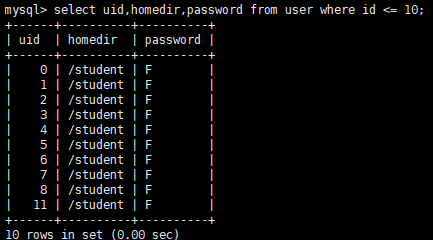 mysql> select uid,homedir,password from user where id <= 10;
+------+----------+----------+
| uid  | homedir  | password |
+------+----------+----------+
|    0 | /student | F        |
|    1 | /student | F        |
|    2 | /student | F        |
|    3 | /student | F        |
|    4 | /student | F        |
|    5 | /student | F        |
|    6 | /student | F        |
|    7 | /student | F        |
|    8 | /student | F        |
|   11 | /student | F        |
+------+----------+----------+
10 rows in set (0.00 sec)